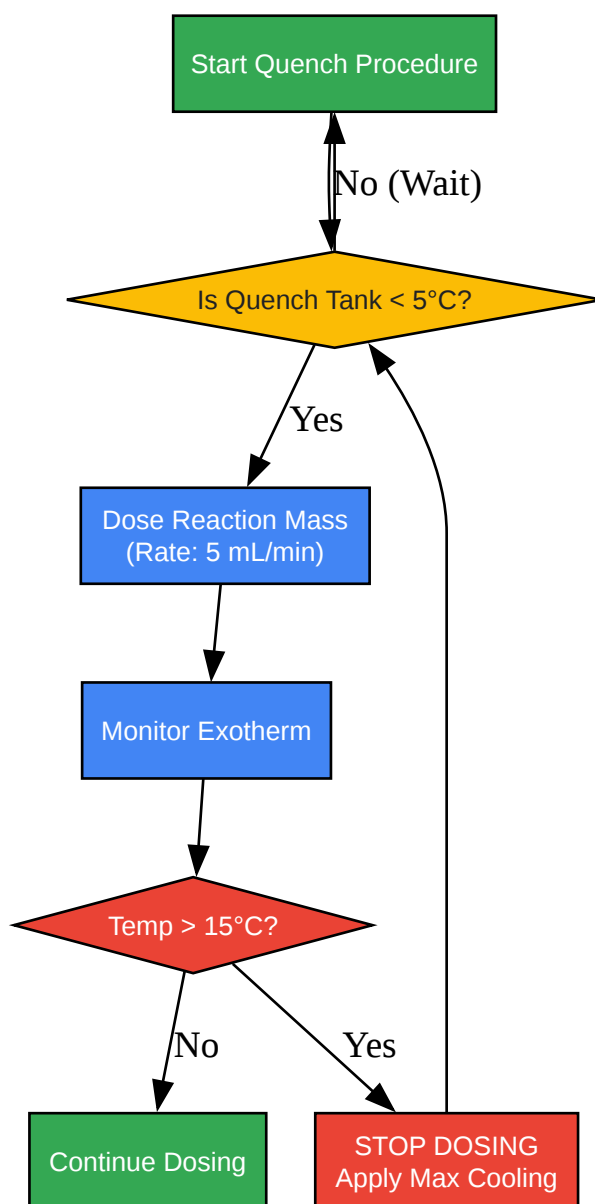 Start Quench Procedure
No (Wait)
Is Quench Tank < 5°C?
Yes
Dose Reaction Mass
(Rate: 5 mL/min)
Monitor Exotherm
Temp > 15°C?
No
Yes
Continue Dosing
STOP DOSING
Apply Max Cooling